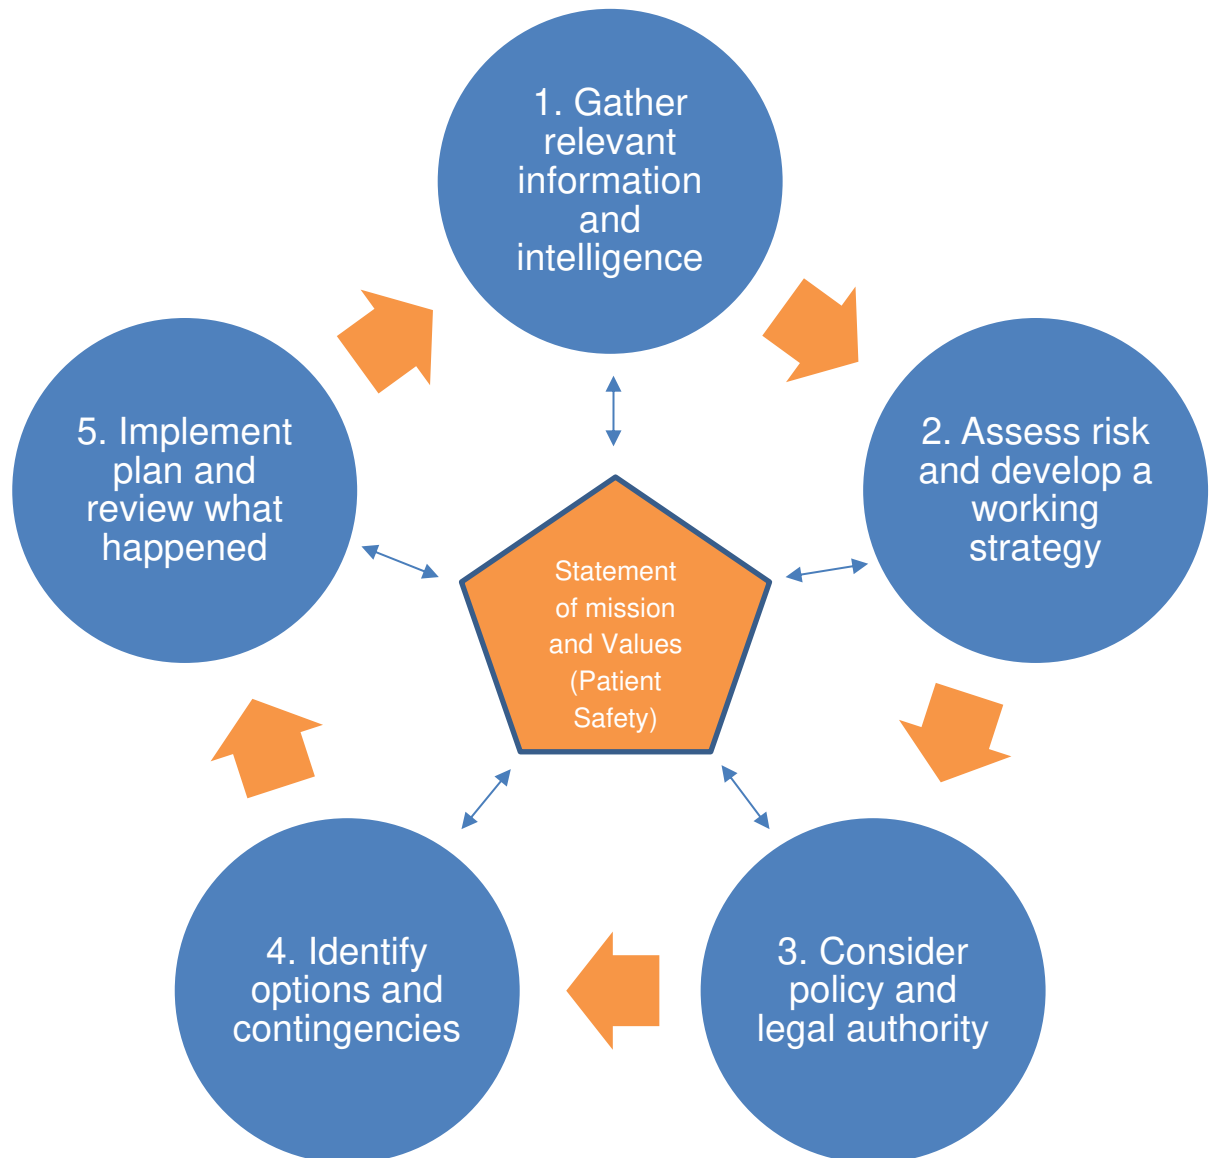 1. Gather
relevant
information
and
intelligence
2. Assess risk
and develop a
working
strategy
3. Consider
policy and
legal authority
4. Identify
options and
contingencies
5. Implement
plan and
review what
happened
Statement
of mission
and Values
(Patient
Safety)